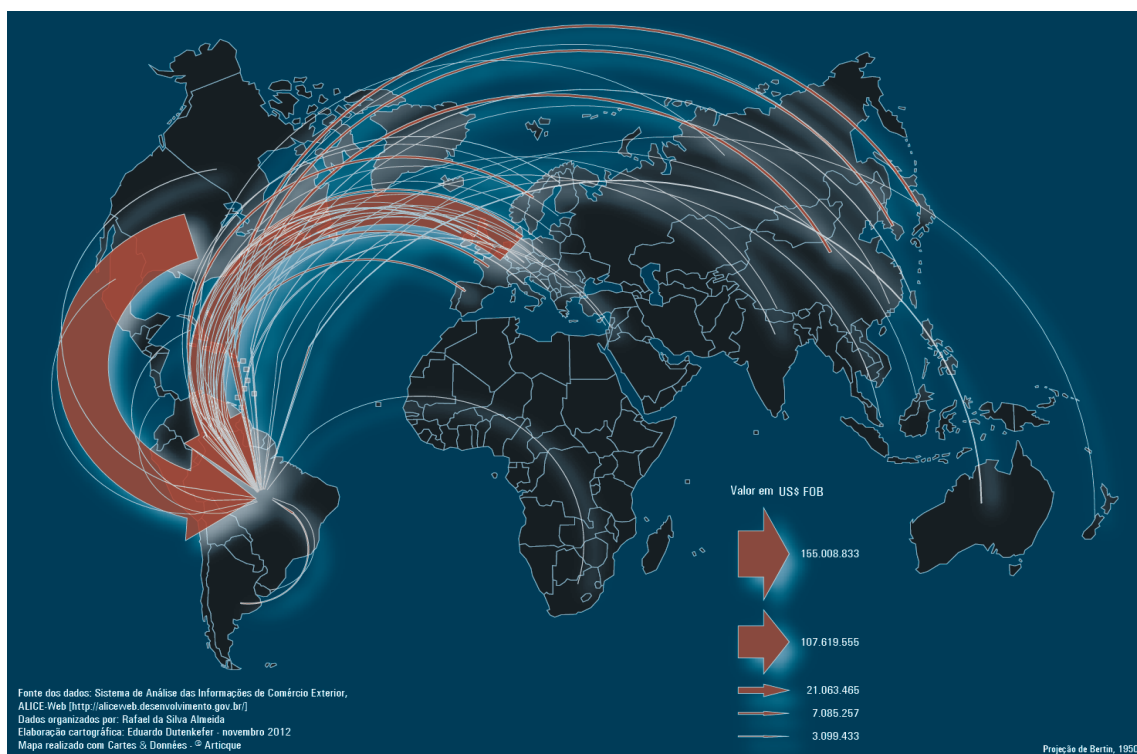 Valor em US$ FOB
155.008.833
107.619.555
21.063.465
7.085.257
3.099.433
Fonte dos dados: Sistema de Análise das Informações de Comércio Exterior,
ALICE-Web [http://aliceweb.desenvolvimento.gov.br/]
Dados organizados por: Rafael da Silva Almeida
Elaboração cartográfica: Eduardo Dutenkefer - novembro 2012
Mapa realizado com Cartes & Données - © Articque
Projeção de Bertin, 1950